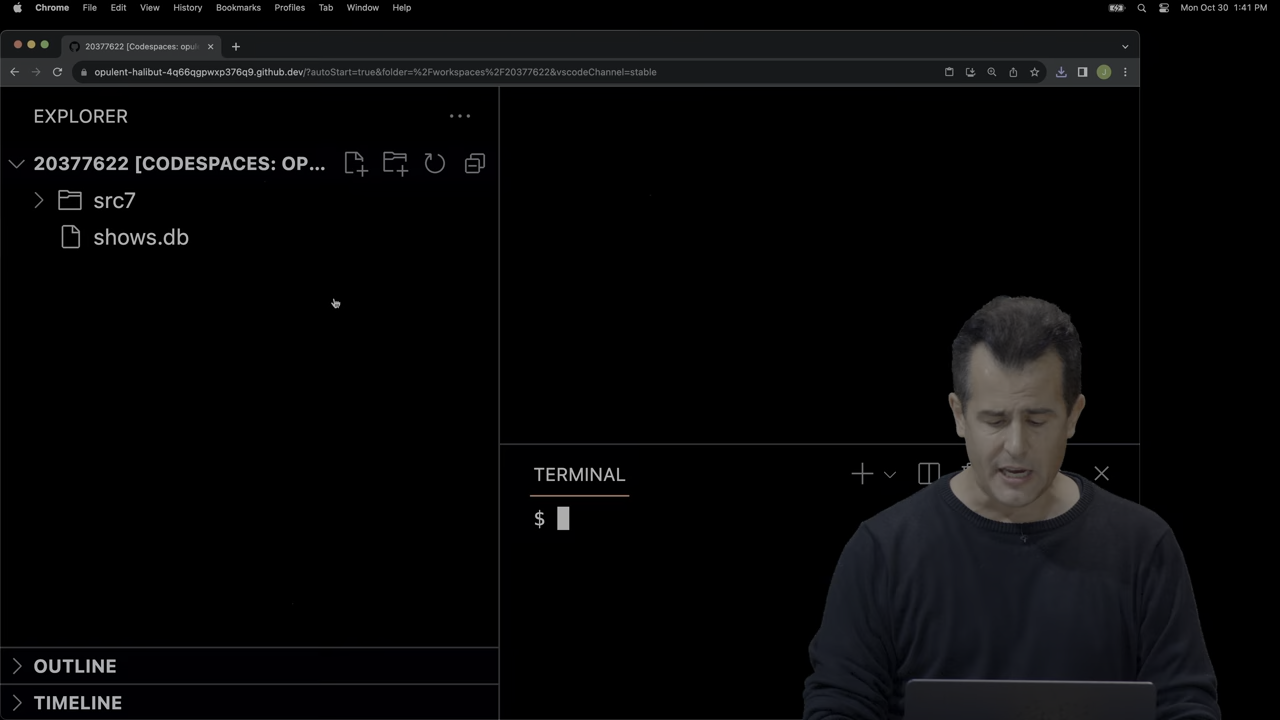 Chrome File Edit View History Bookmarks Profiles Tab Window Help Mon Oct 30 1:41 PM
20377622 [Codespaces: opul
opulent-halibut-4q66qgpwxp376q9.github.dev/?autoStart=true&folder=%2Fworkspaces%2F20377622&vscodeChannel=stable J
EXPLORER
20377622 [CODESPACES: OP...
src7
shows.db
TERMINAL
$
OUTLINE
TIMELINE